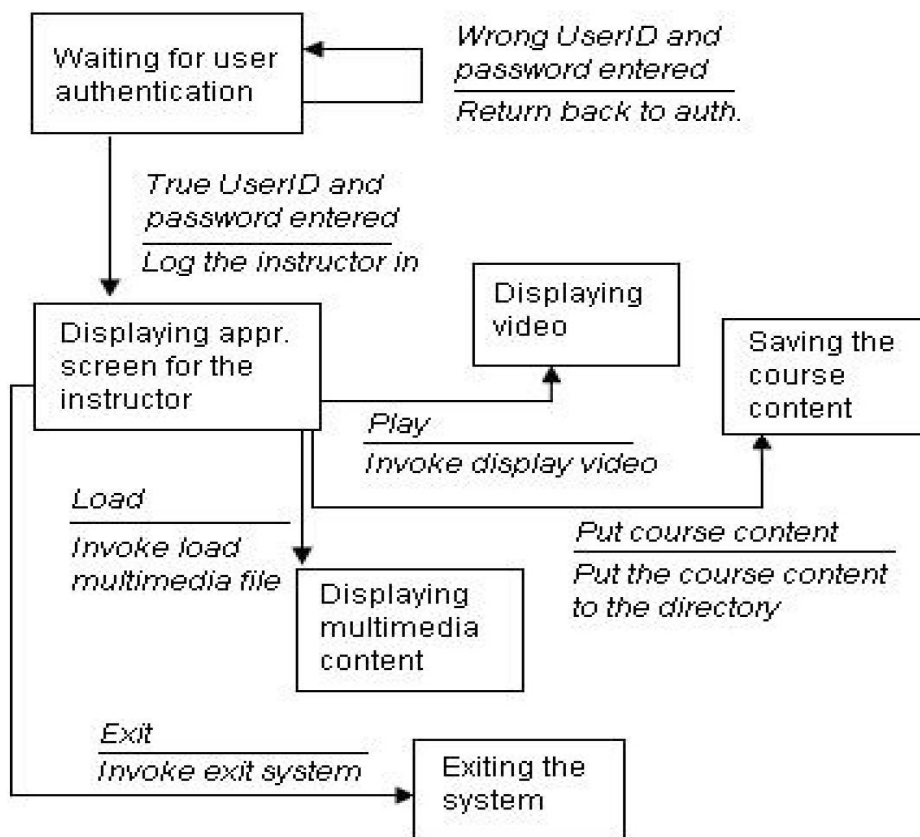 Waiting for user
authentication
Wrong UserID and
password entered
Return back to auth.
True UserID and
password entered
Log the instructor in
Displaying appr.
screen for the
instructor
Displaying
video
Saving the
course
content
Play
Invoke display video
Load
Invoke load
multimedia file
Put course content
Put the course content
to the directory
Displaying
multimedia
content
Exit
Invoke exit system
Exiting the
system